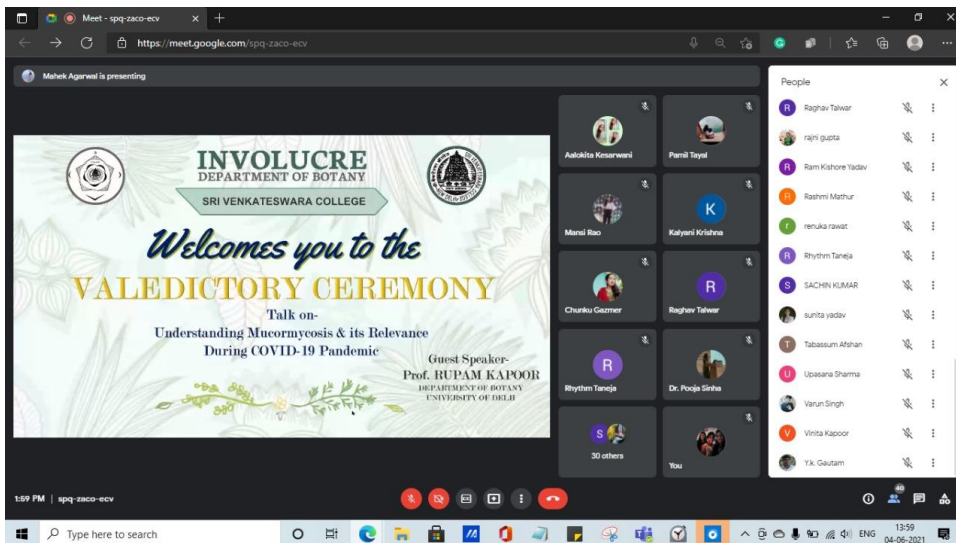 Meet - spq-zaco-ecv
https://meet.google.com/spq-zaco-ecv
Mahek Agarwal is presenting
INVOLUCRE
DEPARTMENT OF BOTANY
SRI VENKATESWARA COLLEGE
Welcomes you to the
VALEDICTORY CEREMONY
Talk on-
Understanding Mucormycosis & its Relevance
During COVID-19 Pandemic
Guest Speaker-
Prof. RUPAM KAPOOR
DEPARTMENT OF BOTANY
UNIVERSITY OF DELHI
Aalokita Kesarwani
Pamil Tayal
Mansi Rao
K
Kalyani Krishna
Chunku Gazmer
R
Raghav Talwar
R
Rhythm Taneja
Dr. Pooja Sinha
S
30 others
You
People
R Raghav Talwar
rajni gupta
R Ram Kishore Yadav
R Rashmi Mathur
r renuka rawat
R Rhythm Taneja
S SACHIN KUMAR
sunita yadav
T Tabassum Afshan
U Upasana Sharma
Varun Singh
V Vinita Kapoor
Y.k. Gautam
1:59 PM | spq-zaco-ecv
40
Type here to search
ENG
13:59
04-06-2021